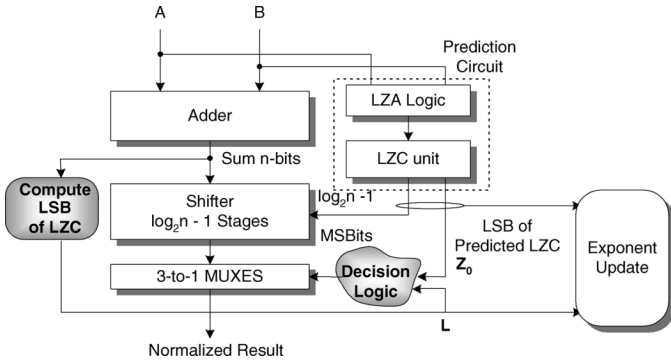 A
B
Prediction
Circuit
LZA Logic
Adder
LZC unit
Sum n-bits
Compute
LSB
of LZC
Shifter
log₂n - 1 Stages
log₂n -1
MSBits
LSB of
Predicted LZC
Z₀
Exponent
Update
3-to-1 MUXES
Decision
Logic
L
Normalized Result